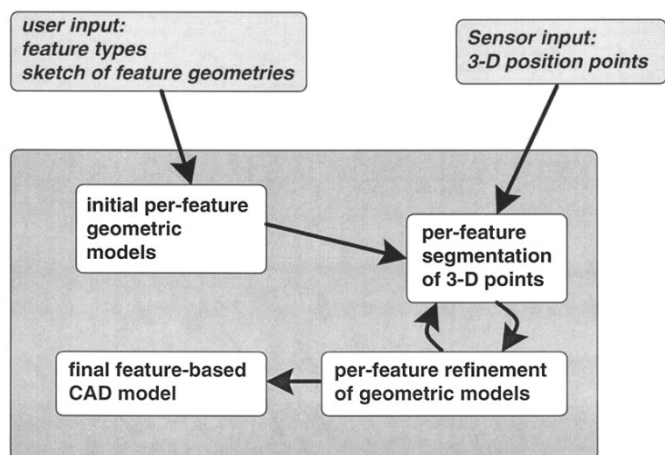 user input:
feature types
sketch of feature geometries
Sensor input:
3-D position points
initial per-feature
geometric
models
per-feature
segmentation
of 3-D points
final feature-based
CAD model
per-feature refinement
of geometric models